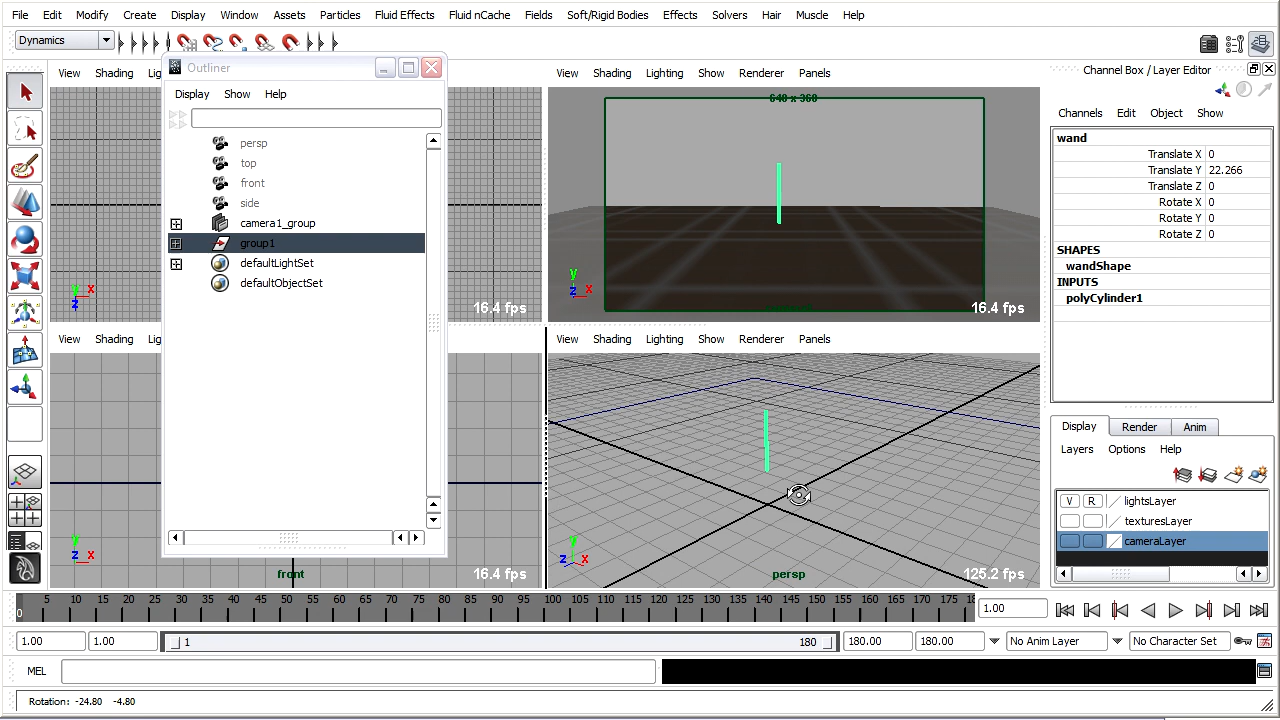 File Edit Modify Create Display Window Assets Particles Fluid Effects Fluid nCache Fields Soft/Rigid Bodies Effects Solvers Hair Muscle Help
Dynamics
Outliner
Display Show Help
persp
top
front
side
camera1_group
group1
defaultLightSet
defaultObjectSet
View Shading
16.4 fps
View Shading Lighting Show Renderer Panels
640 x 360
y
z x
16.4 fps
y
z x
View Shading
y
z x
front
16.4 fps
View Shading Lighting Show Renderer Panels
y
z x
persp
125.2 fps
Channel Box / Layer Editor
Channels Edit Object Show
wand
Translate X 0
Translate Y 22.266
Translate Z 0
Rotate X 0
Rotate Y 0
Rotate Z 0
SHAPES
wandShape
INPUTS
polyCylinder1
Display Render Anim
Layers Options Help
V R lightsLayer
texturesLayer
cameraLayer
0 5 10 15 20 25 30 35 40 45 50 55 60 65 70 75 80 85 90 95 100 105 110 115 120 125 130 135 140 145 150 155 160 165 170 175 18
1.00
1.00 1.00 1 180 180.00 180.00 No Anim Layer No Character Set
MEL
Rotation: -24.80 -4.80